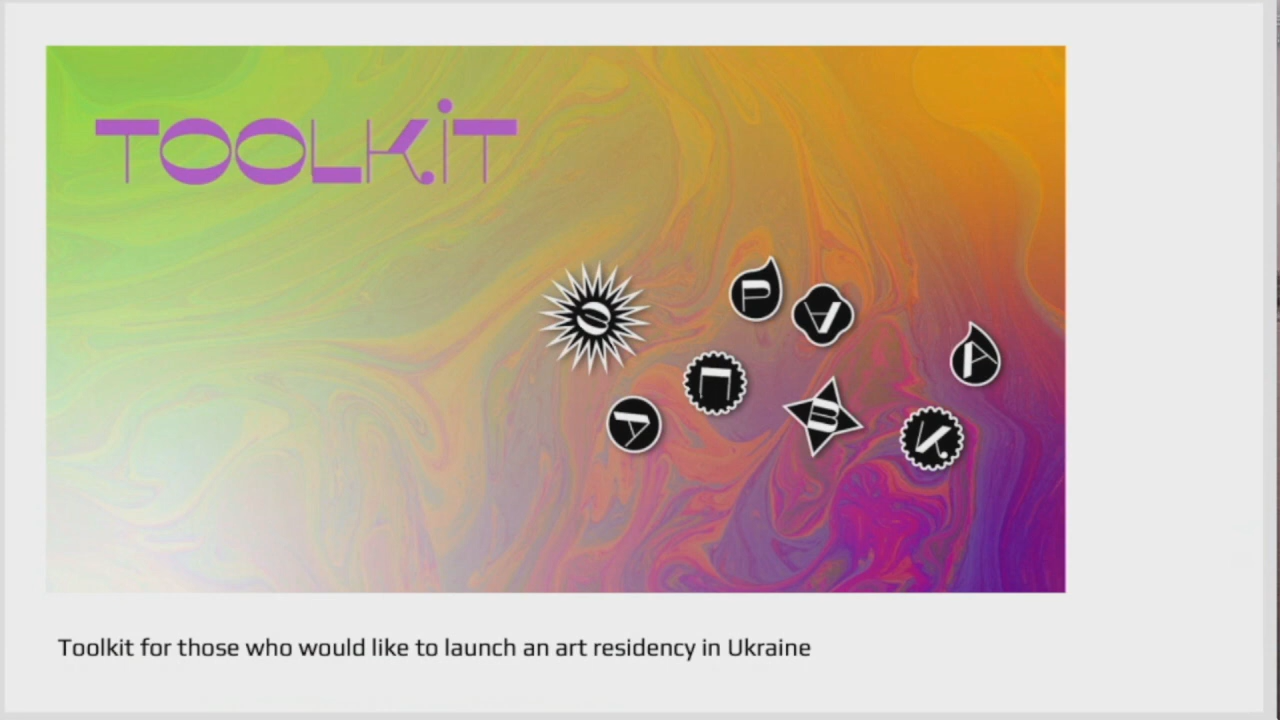 TOOLKiT
О
Р
А
А
П
В
А
К
Toolkit for those who would like to launch an art residency in Ukraine